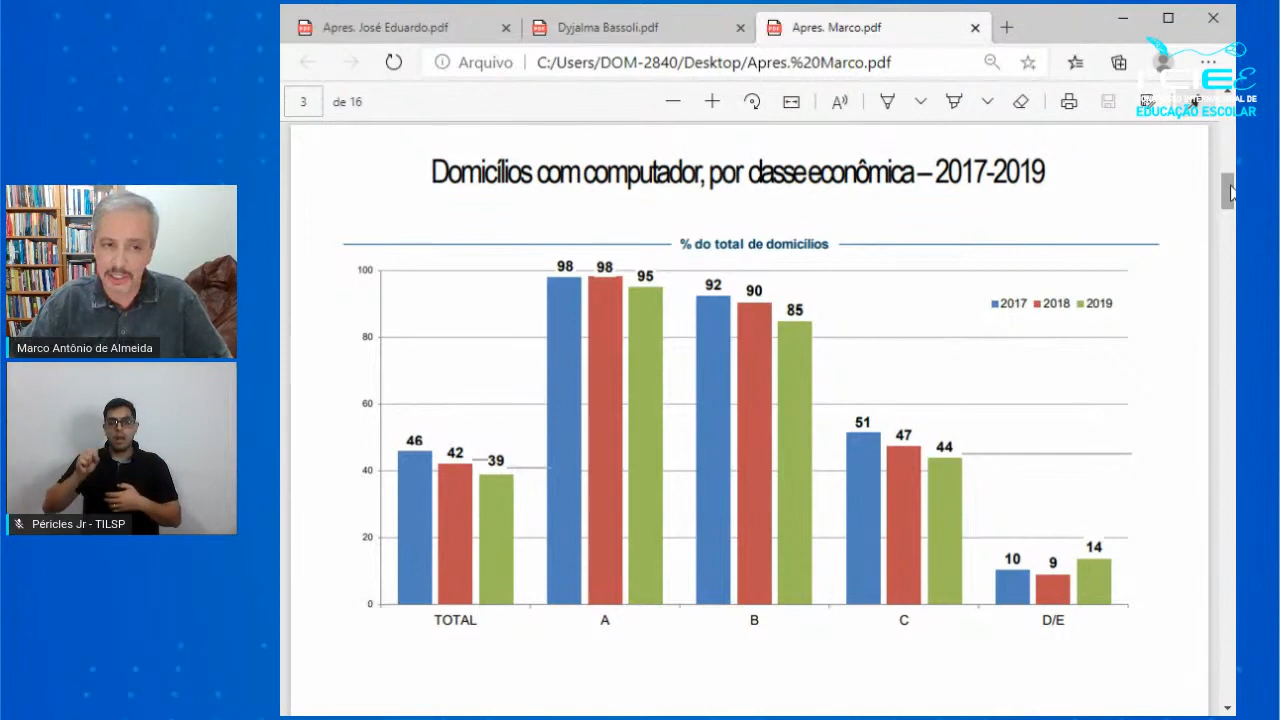 Apres. José Eduardo.pdf
Dyjalma Bassoli.pdf
Apres. Marco.pdf
Arquivo
C:/Users/DOM-2840/Desktop/Apres.%20Marco.pdf
3
de 16
EDUCAÇÃO ESCOLAR
Domicílios com computador, por classe econômica – 2017-2019
% do total de domicílios
100
80
60
40
20
0
2017 2018 2019
46
42
39
98
98
95
92
90
85
51
47
44
10
9
14
TOTAL
A
B
C
D/E
Marco Antônio de Almeida
Péricles Jr - TILSP